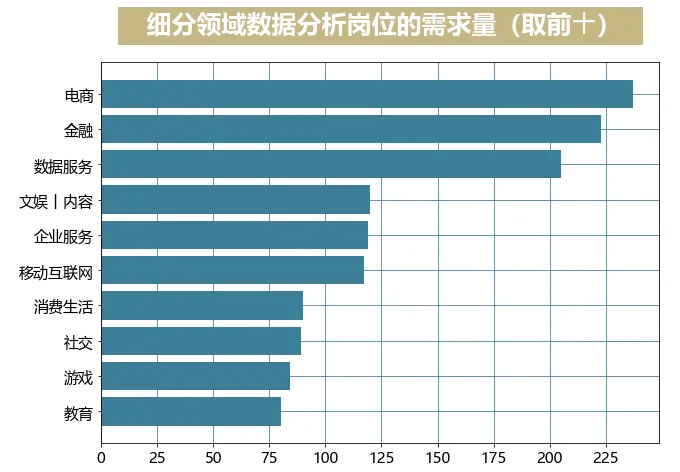 细分领域数据分析岗位的需求量（取前十）
电商
金融
数据服务
文娱丨内容
企业服务
移动互联网
消费生活
社交
游戏
教育
0 25 50 75 100 125 150 175 200 225